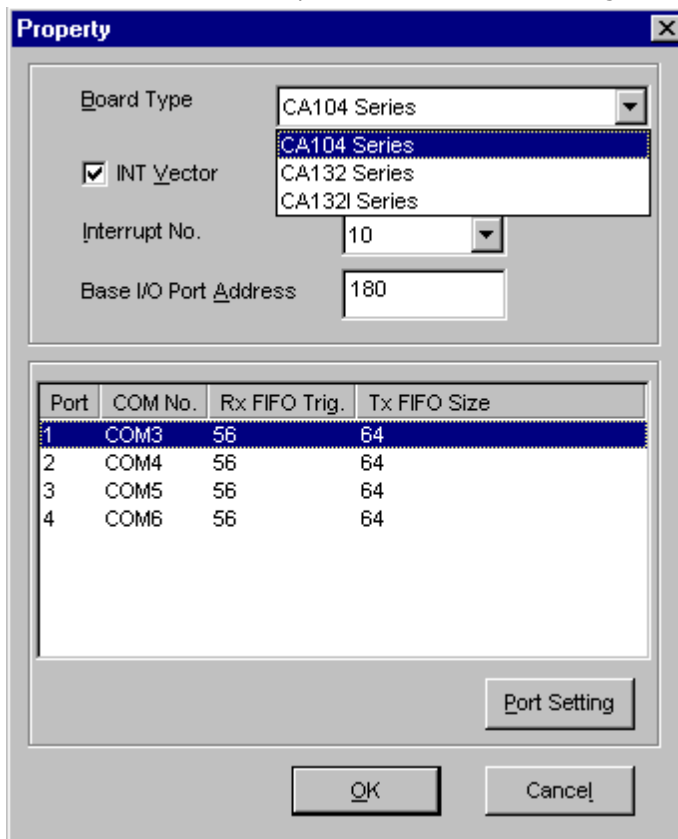 Property
Board Type CA104 Series
CA104 Series
INT Vector CA132 Series
CA132I Series
Interrupt No. 10
Base I/O Port Address 180
Port COM No. Rx FIFO Trig. Tx FIFO Size
1 COM3 56 64
2 COM4 56 64
3 COM5 56 64
4 COM6 56 64
Port Setting
OK Cancel